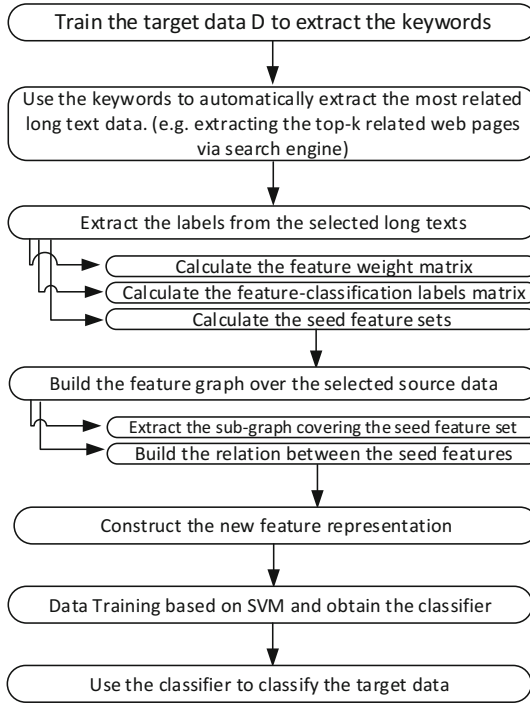 Train the target data D to extract the keywords
Use the keywords to automatically extract the most related
long text data. (e.g. extracting the top-k related web pages
via search engine)
Extract the labels from the selected long texts
Calculate the feature weight matrix
Calculate the feature-classification labels matrix
Calculate the seed feature sets
Build the feature graph over the selected source data
Extract the sub-graph covering the seed feature set
Build the relation between the seed features
Construct the new feature representation
Data Training based on SVM and obtain the classifier
Use the classifier to classify the target data